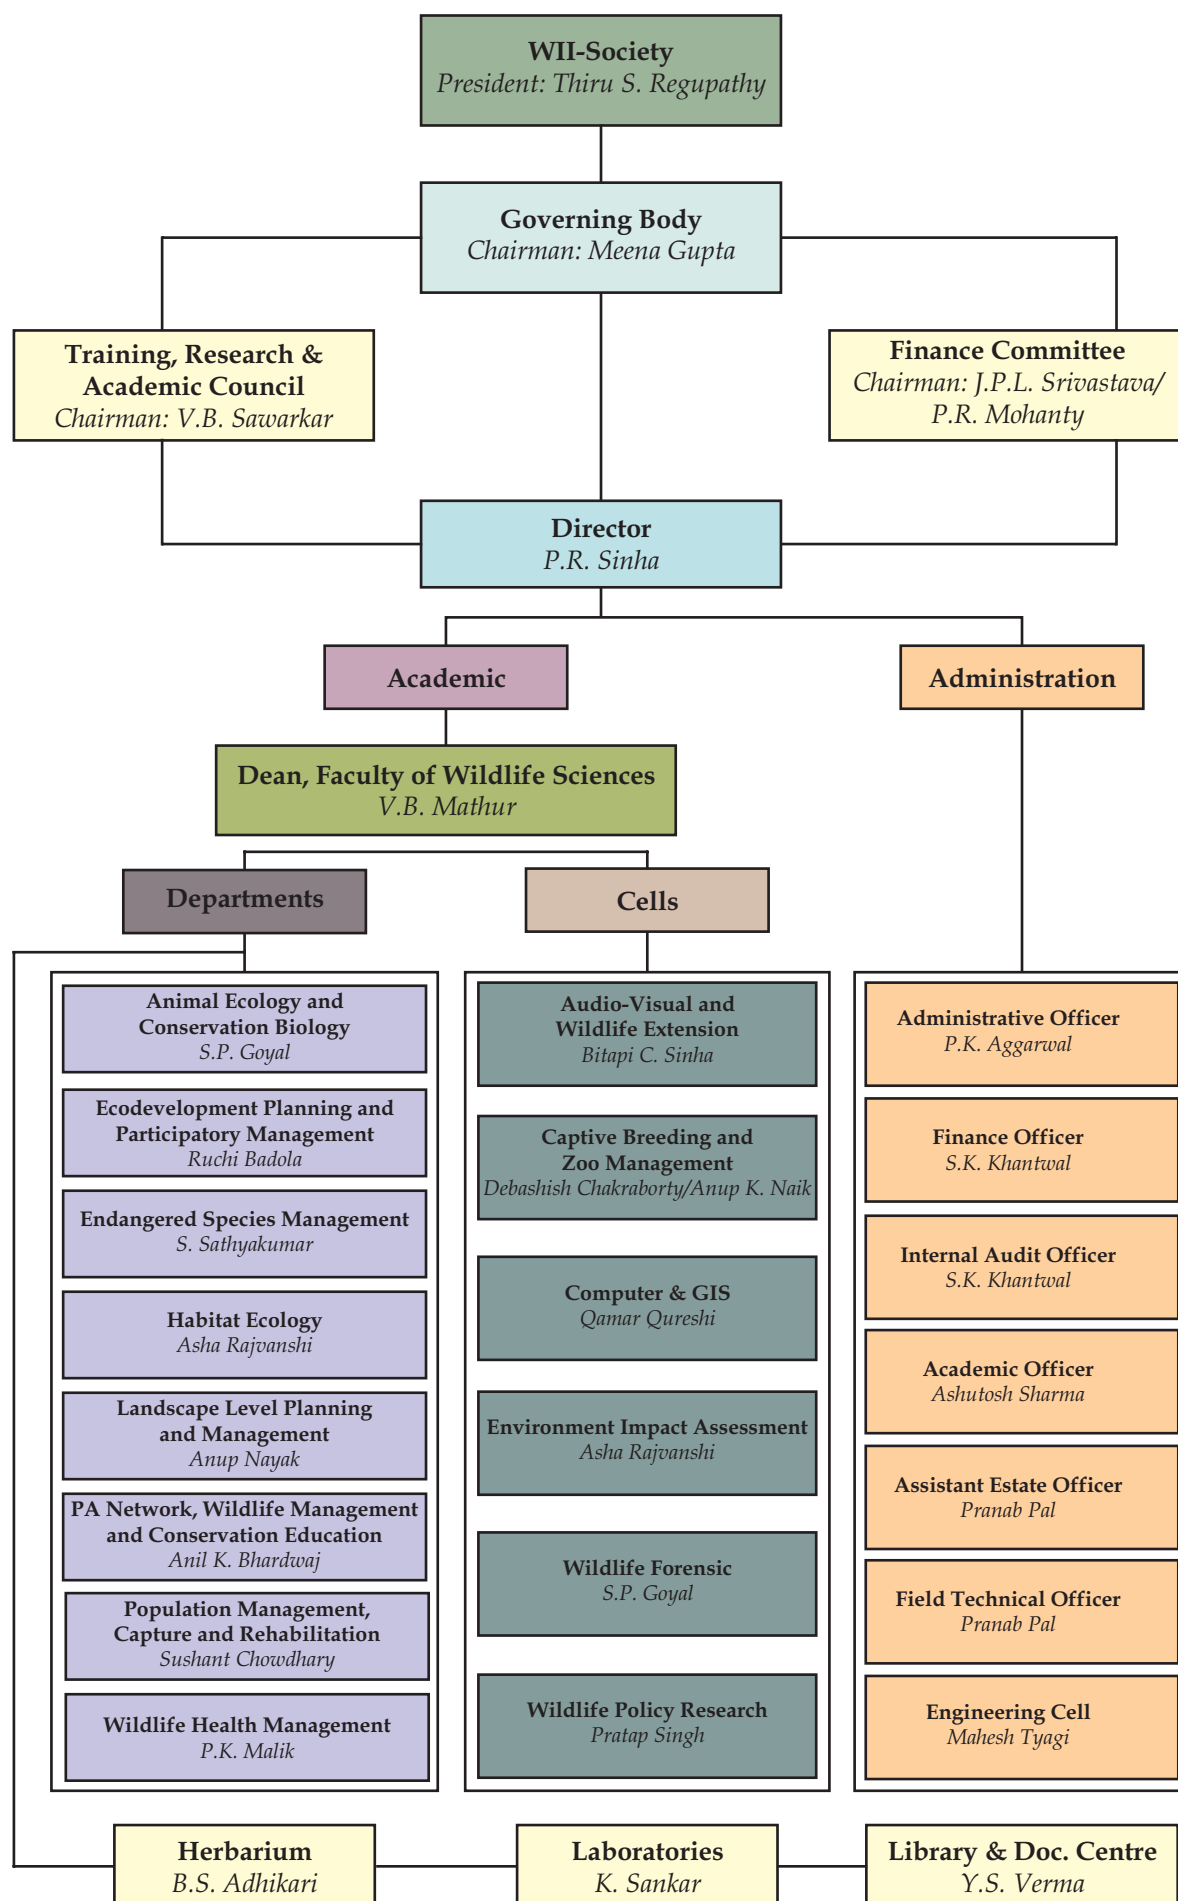 WII-Society
President: Thiru S. Regupathy
Governing Body
Chairman: Meena Gupta
Training, Research &
Academic Council
Chairman: V.B. Sawarkar
Finance Committee
Chairman: J.P.L. Srivastava/
P.R. Mohanty
Director
P.R. Sinha
Academic
Administration
Dean, Faculty of Wildlife Sciences
V.B. Mathur
Departments
Cells
Animal Ecology and
Conservation Biology
S.P. Goyal
Ecodevelopment Planning and
Participatory Management
Ruchi Badola
Endangered Species Management
S. Sathyakumar
Habitat Ecology
Asha Rajvanshi
Landscape Level Planning
and Management
Anup Nayak
PA Network, Wildlife Management
and Conservation Education
Anil K. Bhardwaj
Population Management,
Capture and Rehabilitation
Sushant Chowdhary
Wildlife Health Management
P.K. Malik
Audio-Visual and
Wildlife Extension
Bitapi C. Sinha
Captive Breeding and
Zoo Management
Debashish Chakraborty/Anup K. Naik
Computer & GIS
Qamar Qureshi
Environment Impact Assessment
Asha Rajvanshi
Wildlife Forensic
S.P. Goyal
Wildlife Policy Research
Pratap Singh
Administrative Officer
P.K. Aggarwal
Finance Officer
S.K. Khantwal
Internal Audit Officer
S.K. Khantwal
Academic Officer
Ashutosh Sharma
Assistant Estate Officer
Pranab Pal
Field Technical Officer
Pranab Pal
Engineering Cell
Mahesh Tyagi
Herbarium
B.S. Adhikari
Laboratories
K. Sankar
Library & Doc. Centre
Y.S. Verma